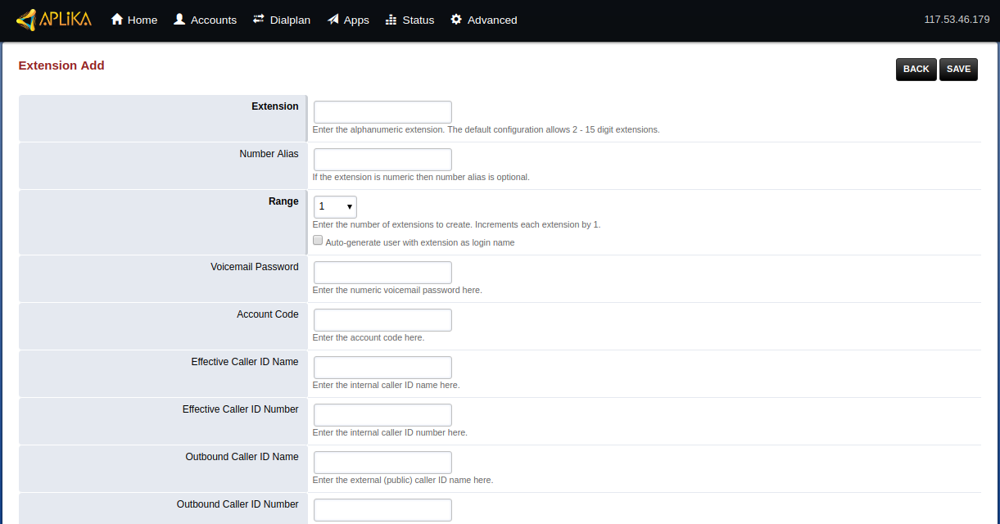 APLIKA Home Accounts Dialplan Apps Status Advanced 117.53.46.179
Extension Add BACK SAVE
Extension
Enter the alphanumeric extension. The default configuration allows 2 - 15 digit extensions.
Number Alias
If the extension is numeric then number alias is optional.
Range 1
Enter the number of extensions to create. Increments each extension by 1.
Auto-generate user with extension as login name
Voicemail Password
Enter the numeric voicemail password here.
Account Code
Enter the account code here.
Effective Caller ID Name
Enter the internal caller ID name here.
Effective Caller ID Number
Enter the internal caller ID number here.
Outbound Caller ID Name
Enter the external (public) caller ID name here.
Outbound Caller ID Number